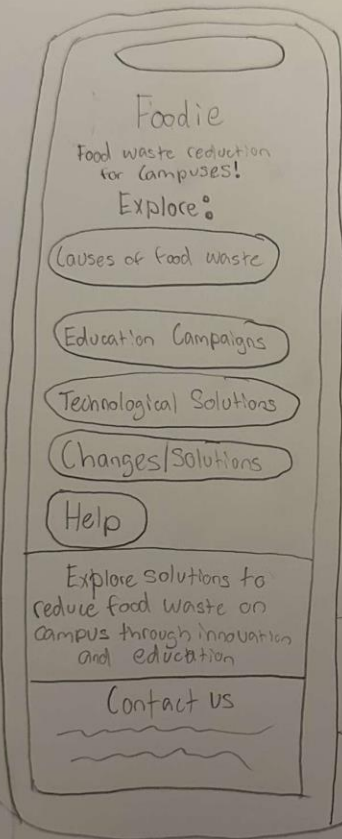 Foodie
Food waste reduction
for Campuses!
Explore:
Causes of food waste
Education Campaigns
Technological Solutions
Changes/Solutions
Help
Explore solutions to
reduce food waste on
campus through innovation
and education
Contact us